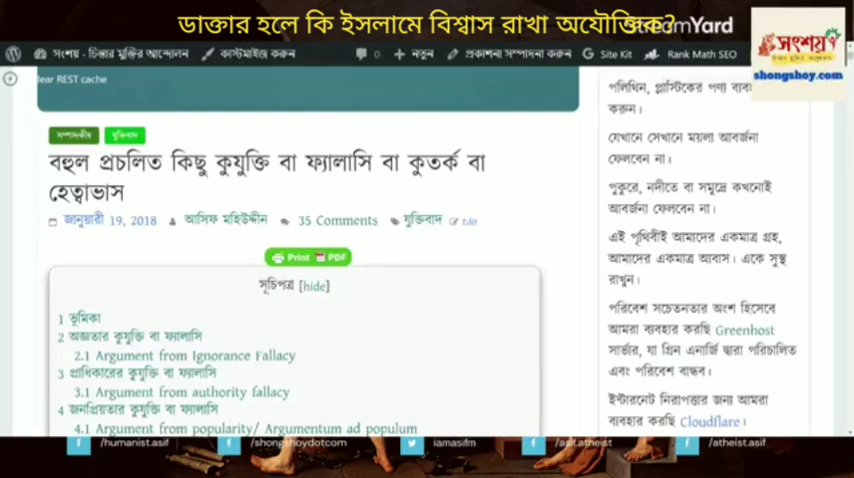 ডাক্তার হলে কি ইসলামে বিশ্বাস রাখা অযৌক্তিক?
StreamYard
সংশয় - চিন্তার মুক্তির আন্দোলন কাস্টমাইজ করুন 0 নতুন প্রকাশনা সম্পাদনা করুন Site Kit Rank Math SEO
সংশয়
shongshoy.com
lear REST cache
সম্পাদকীয় যুক্তিবাদ
বহুল প্রচলিত কিছু কুযুক্তি বা ফ্যালাসি বা কুতর্ক বা
হেত্বাভাস
জানুয়ারী 19, 2018 আসিফ মহিউদ্দীন 35 Comments যুক্তিবাদ Edit
Print PDF
সূচিপত্র [hide]
1 ভূমিকা
2 অজ্ঞতার কুযুক্তি বা ফ্যালাসি
2.1 Argument from Ignorance Fallacy
3 প্রাধিকারের কুযুক্তি বা ফ্যালাসি
3.1 Argument from authority fallacy
4 জনপ্রিয়তার কুযুক্তি বা ফ্যালাসি
4.1 Argument from popularity/ Argumentum ad populum
পলিথিন, প্লাস্টিকের পণ্য
করুন।
যেখানে সেখানে ময়লা আবর্জনা
ফেলবেন না।
পুকুরে, নদীতে বা সমুদ্রে কখনোই
আবর্জনা ফেলবেন না।
এই পৃথিবীই আমাদের একমাত্র গ্রহ,
আমাদের একমাত্র আবাস। একে সুস্থ
রাখুন।
পরিবেশ সচেতনতার অংশ হিসেবে
আমরা ব্যবহার করছি Greenhost
সার্ভার, যা গ্রিন এনার্জি দ্বারা পরিচালিত
এবং পরিবেশ বান্ধব।
ইন্টারনেট নিরাপত্তার জন্য আমরা
ব্যবহার করছি Cloudflare।
/humanist.asif /shongshoydotcom iamasifm /asif.atheist /atheist.asif